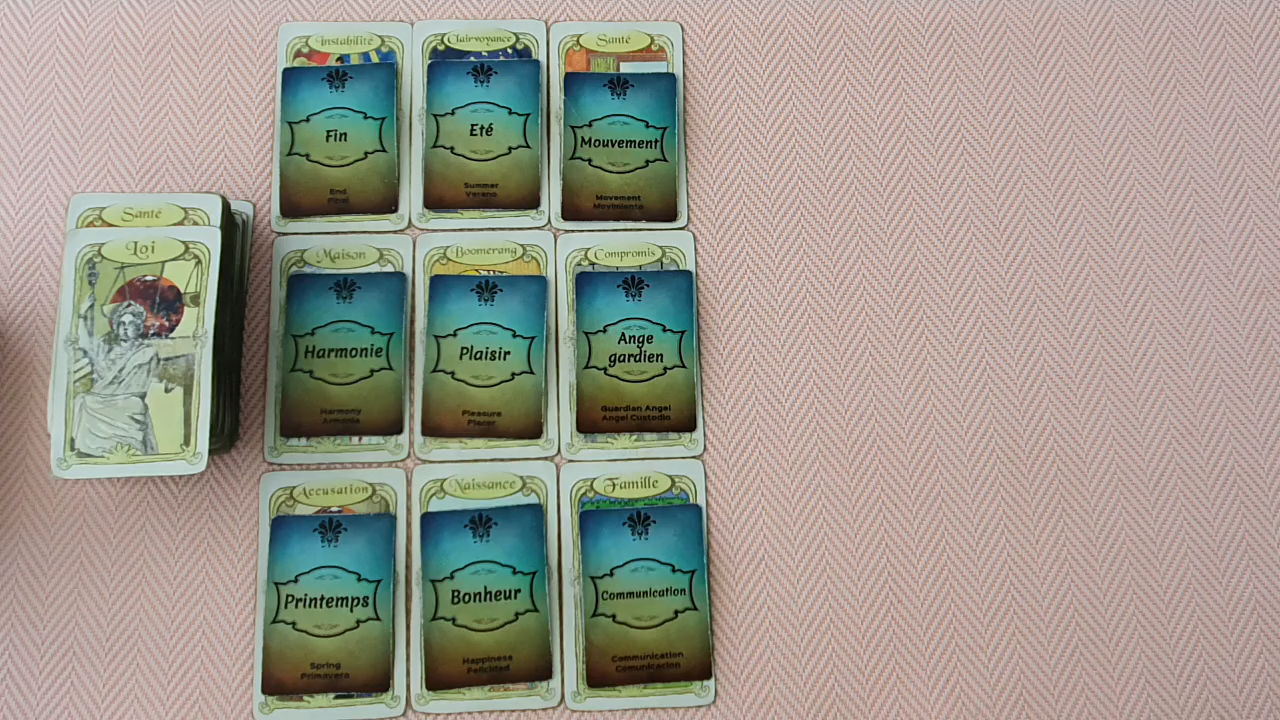 Instabilité
Fin
End
Final
Clairvoyance
Eté
Summer
Verano
Santé
Mouvement
Movement
Movimiento
Santé
Loi
Maison
Harmonie
Harmony
Armonia
Boomerang
Plaisir
Pleasure
Placer
Compromis
Ange
gardien
Guardian Angel
Angel Custodio
Accusation
Printemps
Spring
Primavera
Naissance
Bonheur
Happiness
Felicidad
Famille
Communication
Communication
Comunicacion